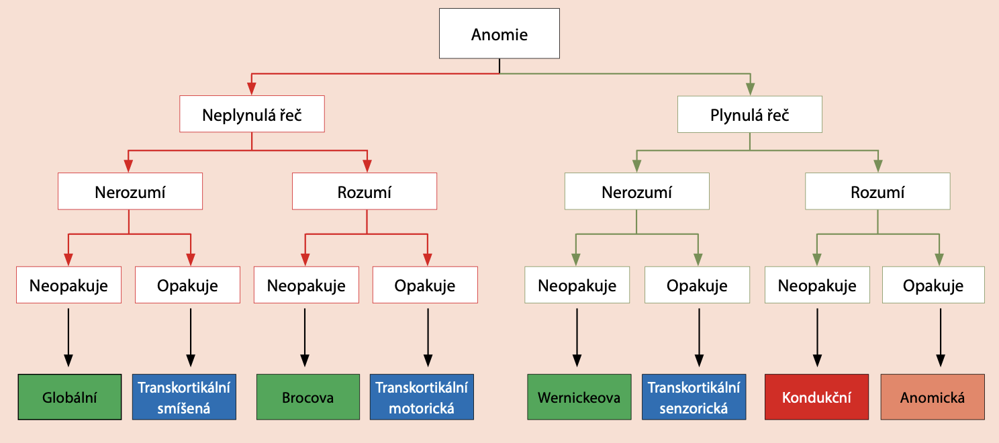 Anomie
Neplynulá řeč
Plynulá řeč
Nerozumí
Rozumí
Nerozumí
Rozumí
Neopakuje
Opakuje
Neopakuje
Opakuje
Neopakuje
Opakuje
Neopakuje
Opakuje
Globální
Transkortikální
smíšená
Brocova
Transkortikální
motorická
Wernickeova
Transkortikální
senzorická
Kondukční
Anomická